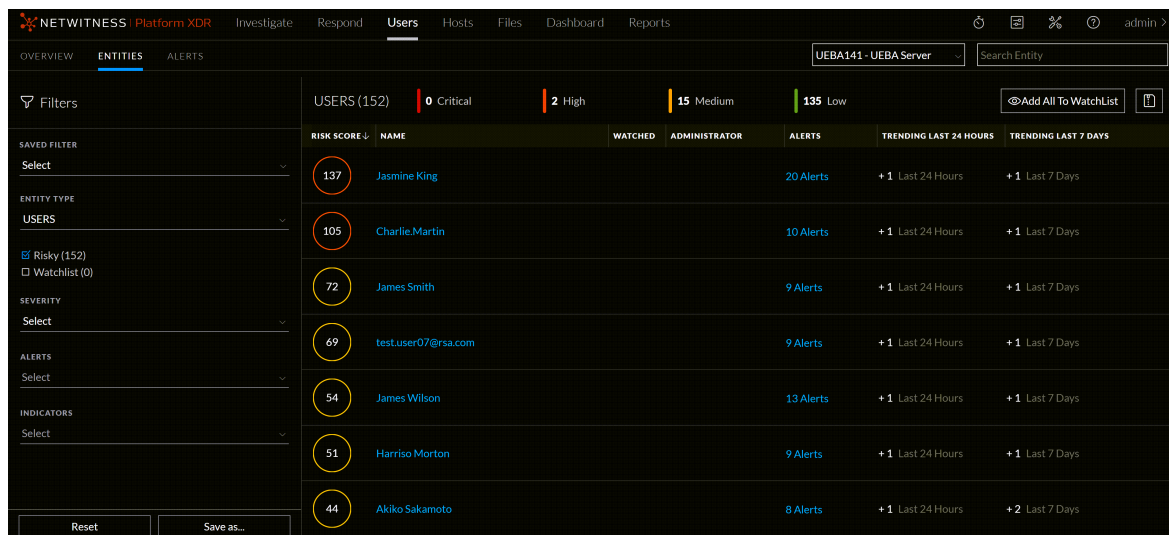 NETWITNESS | Platform XDR Investigate Respond Users Hosts Files Dashboard Reports admin
OVERVIEW ENTITIES ALERTS UEBA141 - UEBA Server Search Entity
Filters
USERS (152) 0 Critical 2 High 15 Medium 135 Low Add All To WatchList
RISK SCORE NAME WATCHED ADMINISTRATOR ALERTS TRENDING LAST 24 HOURS TRENDING LAST 7 DAYS
SAVED FILTER
Select
ENTITY TYPE
USERS
Risky (152)
Watchlist (0)
SEVERITY
Select
ALERTS
Select
INDICATORS
Select
Reset Save as...
137 Jasmine King 20 Alerts + 1 Last 24 Hours + 1 Last 7 Days
105 Charlie.Martin 10 Alerts + 1 Last 24 Hours + 1 Last 7 Days
72 James Smith 9 Alerts + 1 Last 24 Hours + 1 Last 7 Days
69 test.user07@rsa.com 9 Alerts + 1 Last 24 Hours + 1 Last 7 Days
54 James Wilson 13 Alerts + 1 Last 24 Hours + 1 Last 7 Days
51 Harriso Morton 9 Alerts + 1 Last 24 Hours + 1 Last 7 Days
44 Akiko Sakamoto 8 Alerts + 1 Last 24 Hours + 2 Last 7 Days